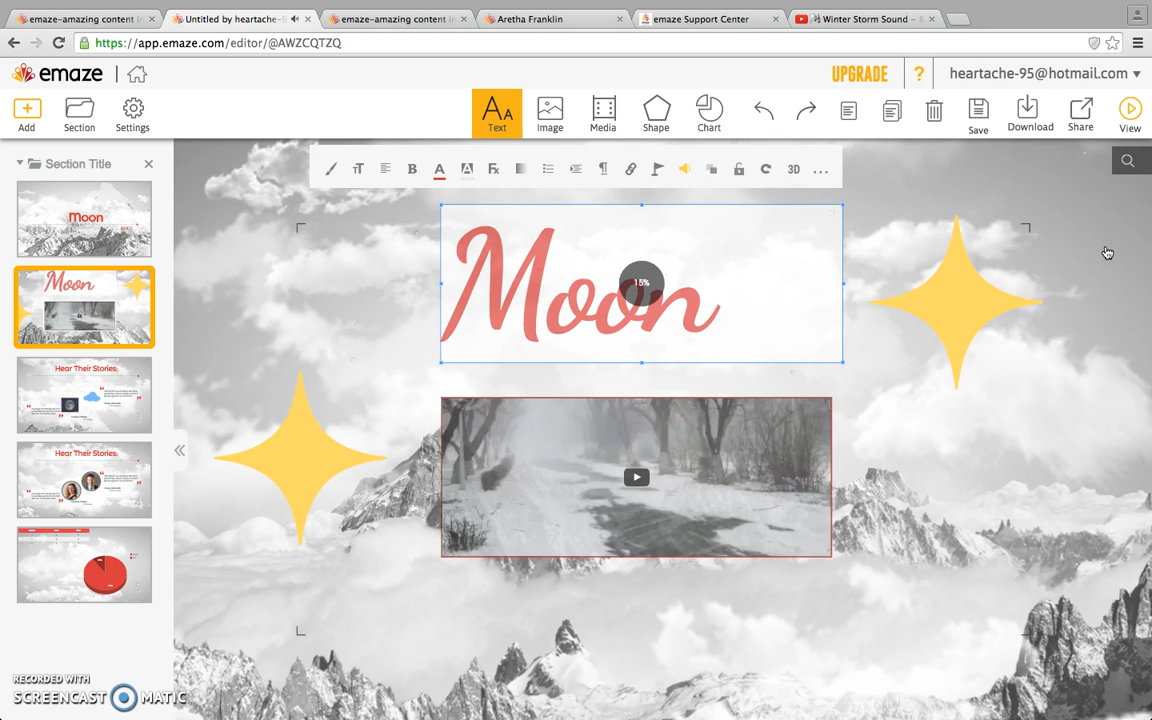 emaze-amazing content in
Untitled by heartache-9
emaze-amazing content in
Aretha Franklin
emaze Support Center
Winter Storm Sound -
https://app.emaze.com/editor/@AWZCQTZQ
emaze
UPGRADE
?
heartache-95@hotmail.com
Add
Section
Settings
Text
Image
Media
Shape
Chart
Save
Download
Share
View
Section Title
B
A
A
Fx
3D
...
Moon
15%
Moon
Moon
Hear Their Stories:
Hear Their Stories:
RECORDED WITH
SCREENCAST MATIC